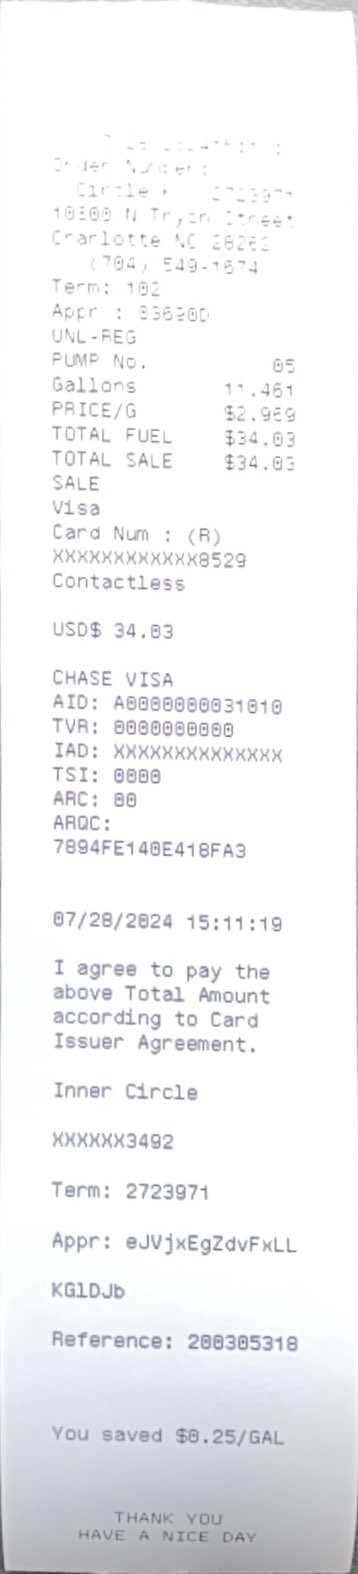 Order Number:
Circle K 2723971
10800 N Tryon Street
Charlotte NC 28262
(704) 549-1674
Term: 102
Appr :
UNL-REG
PUMP No. 05
Gallons 11.461
PRICE/G $2.969
TOTAL FUEL $34.03
TOTAL SALE $34.03
SALE
Visa
Card Num : (R)
XXXXXXXXXXXX8529
Contactless
USD$ 34.03
CHASE VISA
AID: A0000000031010
TVR: 0000000000
IAD: XXXXXXXXXXXXXX
TSI: 0000
ARC: 00
ARQC:
7894FE140E418FA3
07/28/2024 15:11:19
I agree to pay the
above Total Amount
according to Card
Issuer Agreement.
Inner Circle
XXXXXX3492
Term: 2723971
Appr: eJVjxEgZdvFxLL
KGlDJb
Reference: 200305318
You saved $0.25/GAL
THANK YOU
HAVE A NICE DAY